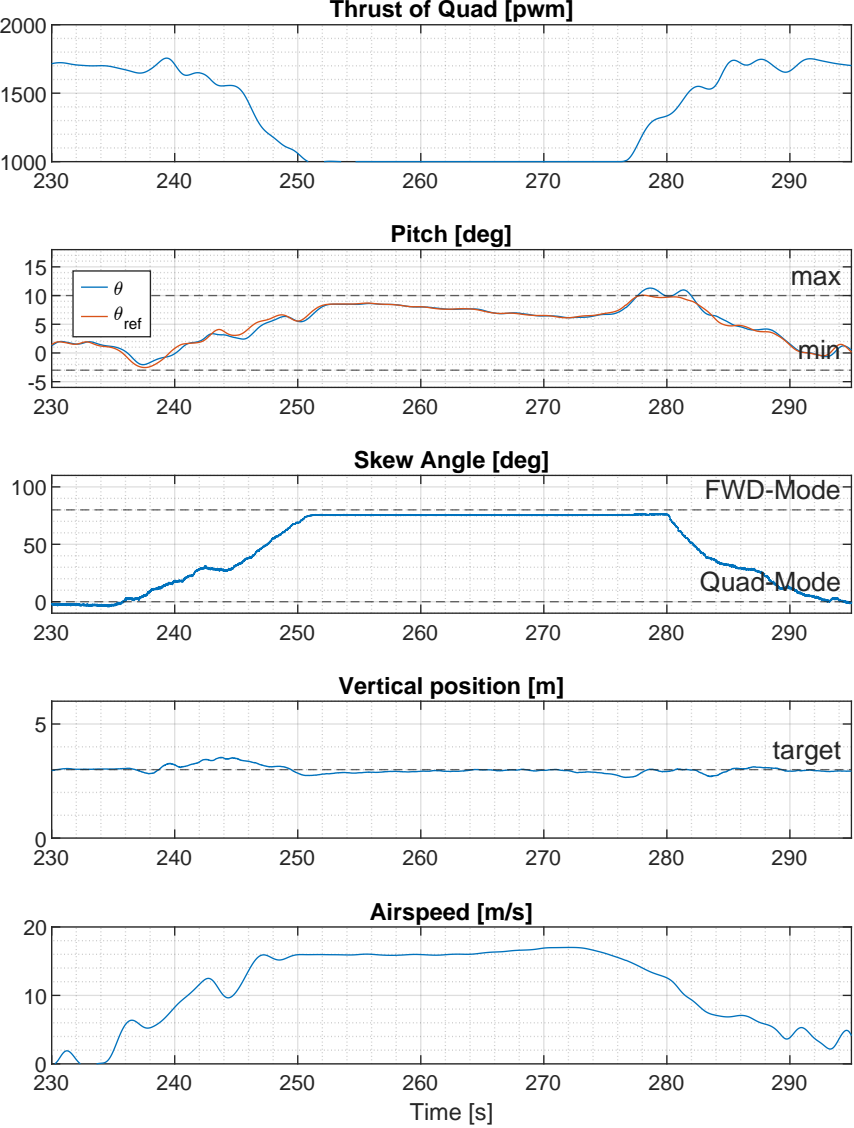 Thrust of Quad [pwm]
2000
1500
1000
230 240 250 260 270 280 290
Pitch [deg]
15
10
5
0
-5
θ
θref
max
min
230 240 250 260 270 280 290
Skew Angle [deg]
100
50
0
FWD-Mode
Quad-Mode
230 240 250 260 270 280 290
Vertical position [m]
5
0
target
230 240 250 260 270 280 290
Airspeed [m/s]
20
10
0
230 240 250 260 270 280 290
Time [s]